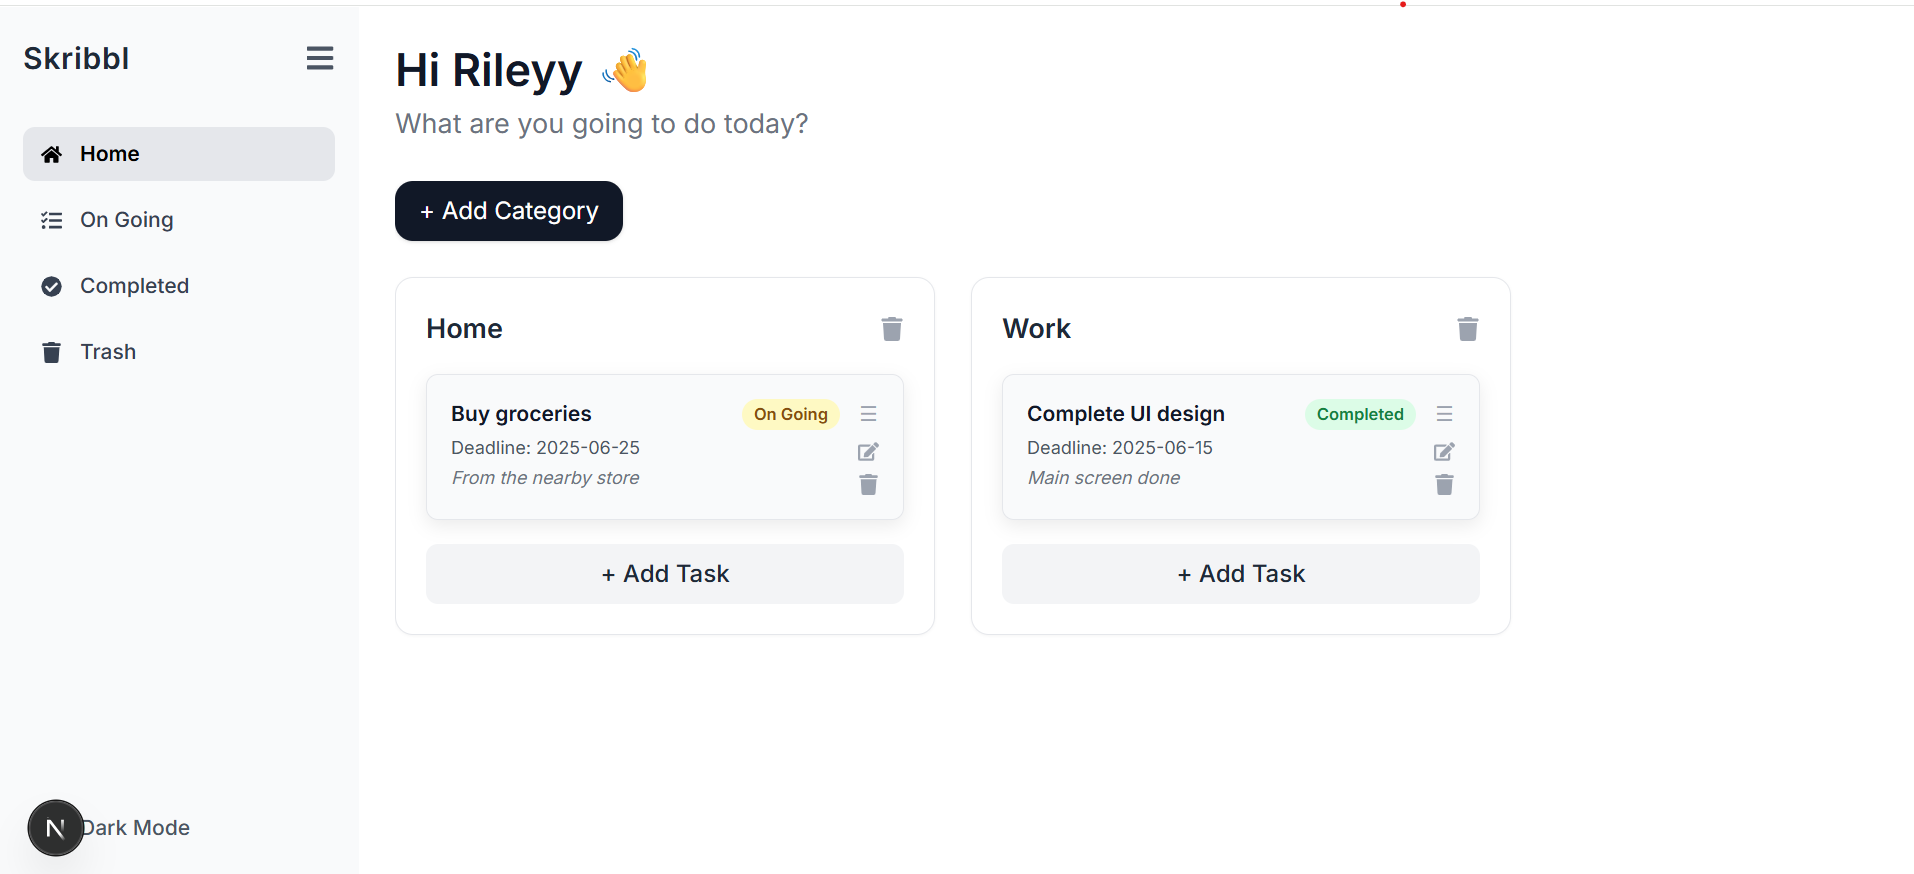 Skribbl
Home
On Going
Completed
Trash
N
Dark Mode
Hi Rileyy 👋
What are you going to do today?
+ Add Category
Home
Buy groceries
On Going
Deadline: 2025-06-25
From the nearby store
+ Add Task
Work
Complete UI design
Completed
Deadline: 2025-06-15
Main screen done
+ Add Task